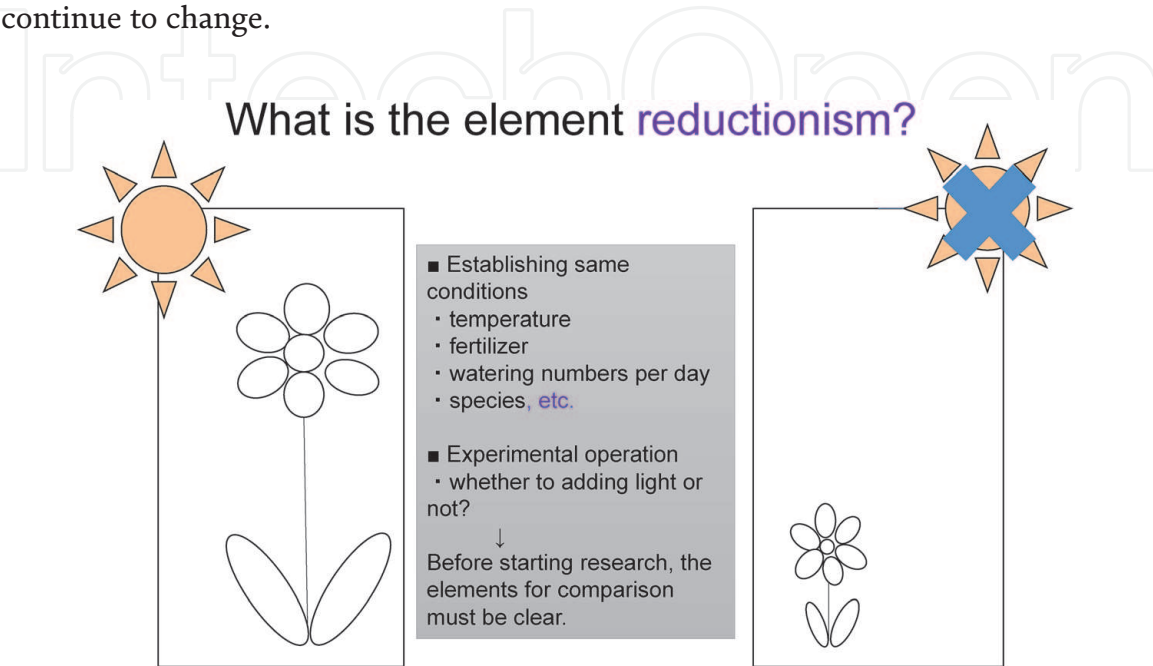 continue to change.
IntechOpen
What is the element reductionism?
■ Establishing same
conditions
・temperature
・fertilizer
・watering numbers per day
・species, etc.
■ Experimental operation
・whether to adding light or
not?
↓
Before starting research, the
elements for comparison
must be clear.